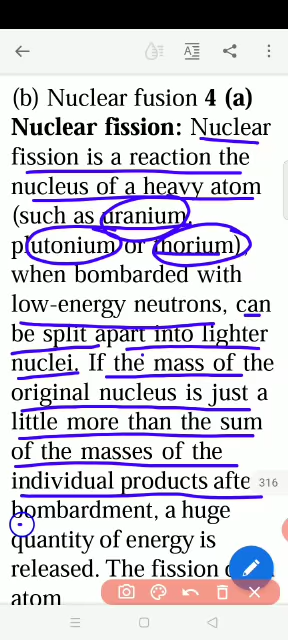 (b) Nuclear fusion 4 (a)
Nuclear fission: Nuclear
fission is a reaction the
nucleus of a heavy atom
(such as uranium,
plutonium or thorium),
when bombarded with
low-energy neutrons, can
be split apart into lighter
nuclei. If the mass of the
original nucleus is just a
little more than the sum
of the masses of the
individual products afte
316
bombardment, a huge
quantity of energy is
released. The fission
atom